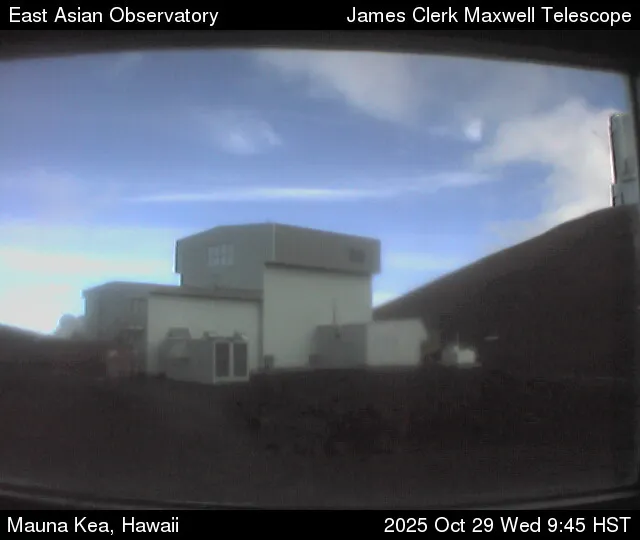 East Asian Observatory
James Clerk Maxwell Telescope
Mauna Kea, Hawaii
2025 Oct 29 Wed 9:45 HST